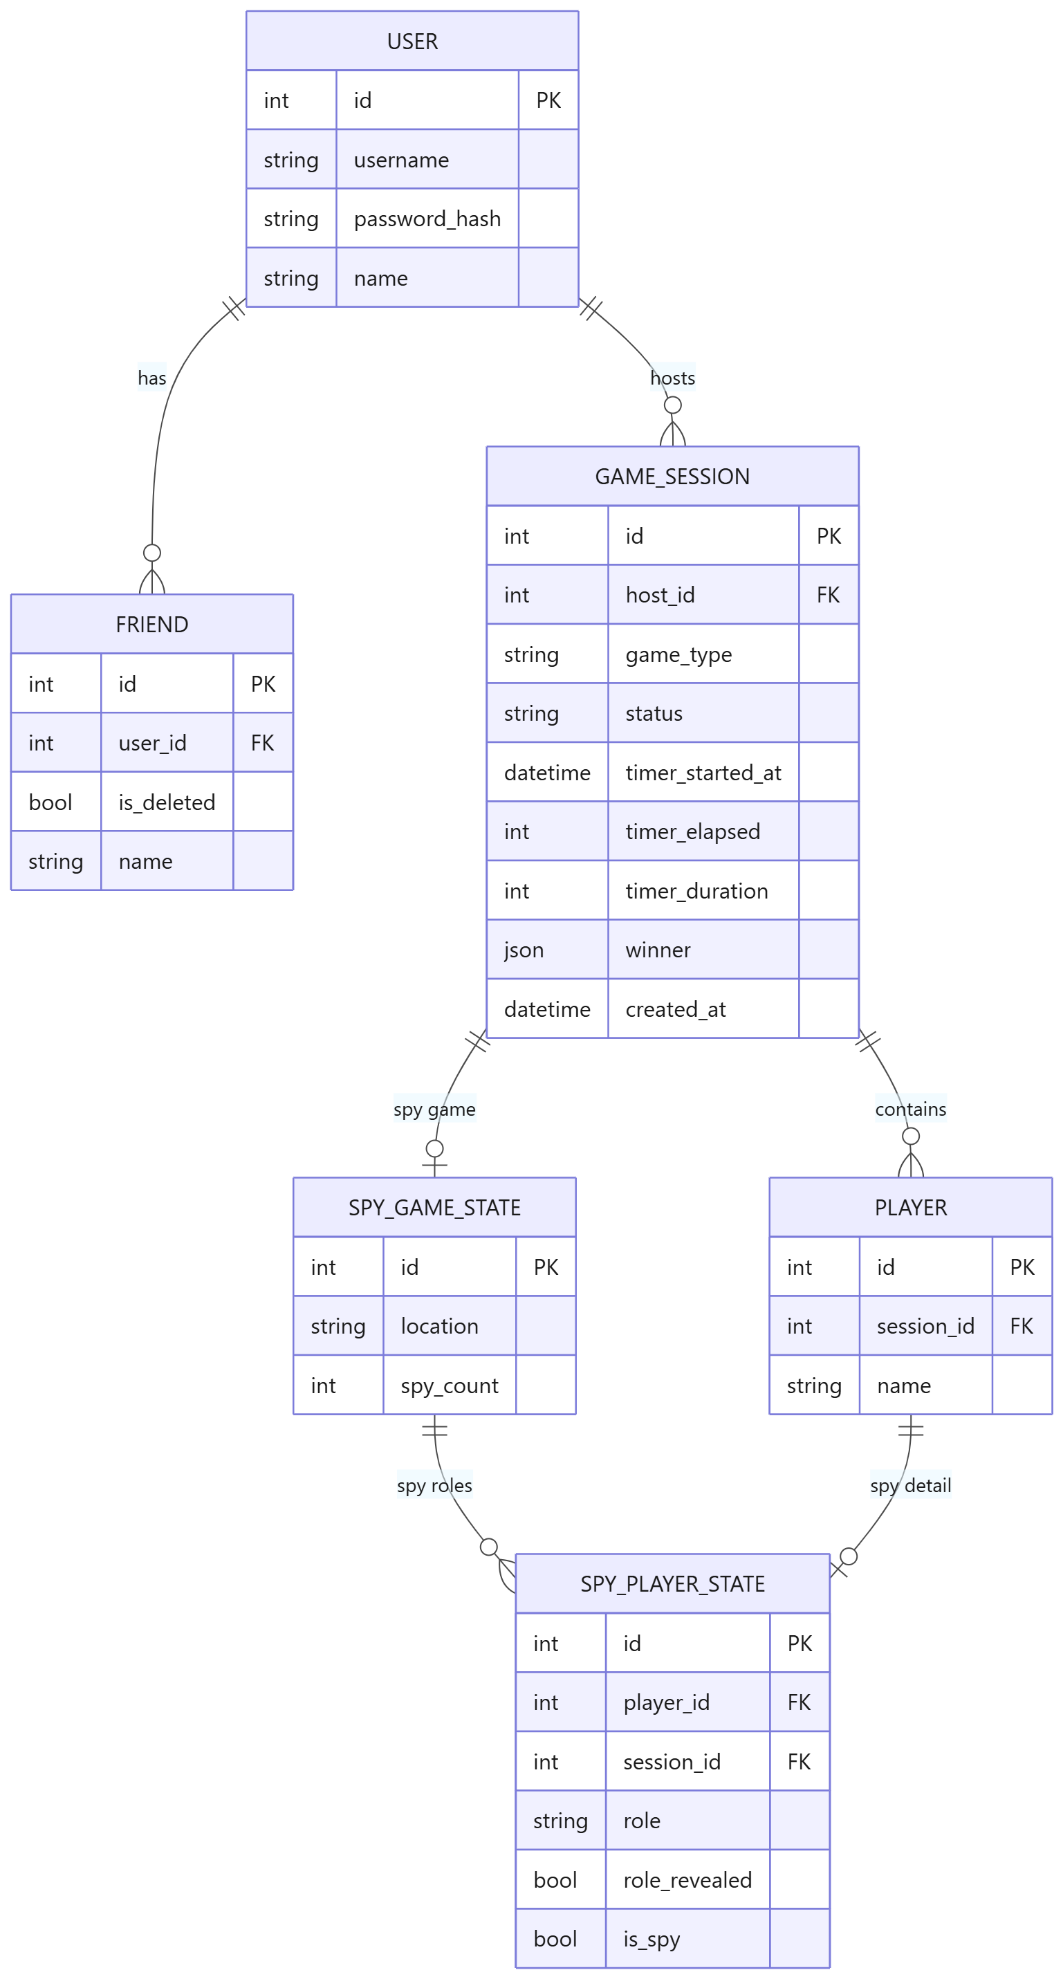 USER
int id PK
string username
string password_hash
string name
has
hosts
GAME_SESSION
int id PK
int host_id FK
string game_type
string status
datetime timer_started_at
int timer_elapsed
int timer_duration
json winner
datetime created_at
FRIEND
int id PK
int user_id FK
bool is_deleted
string name
spy game
contains
SPY_GAME_STATE
int id PK
string location
int spy_count
PLAYER
int id PK
int session_id FK
string name
spy roles
spy detail
SPY_PLAYER_STATE
int id PK
int player_id FK
int session_id FK
string role
bool role_revealed
bool is_spy